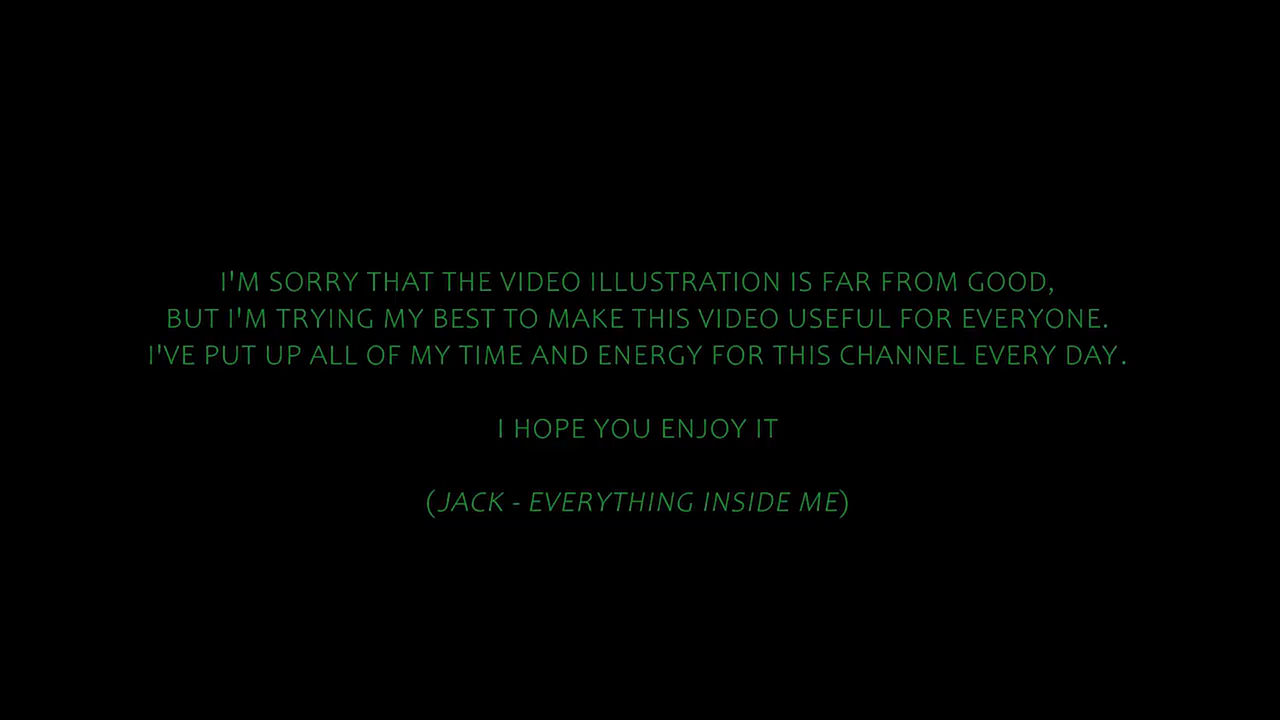 I'M SORRY THAT THE VIDEO ILLUSTRATION IS FAR FROM GOOD,
BUT I'M TRYING MY BEST TO MAKE THIS VIDEO USEFUL FOR EVERYONE.
I'VE PUT UP ALL OF MY TIME AND ENERGY FOR THIS CHANNEL EVERY DAY.
I HOPE YOU ENJOY IT
(JACK - EVERYTHING INSIDE ME)